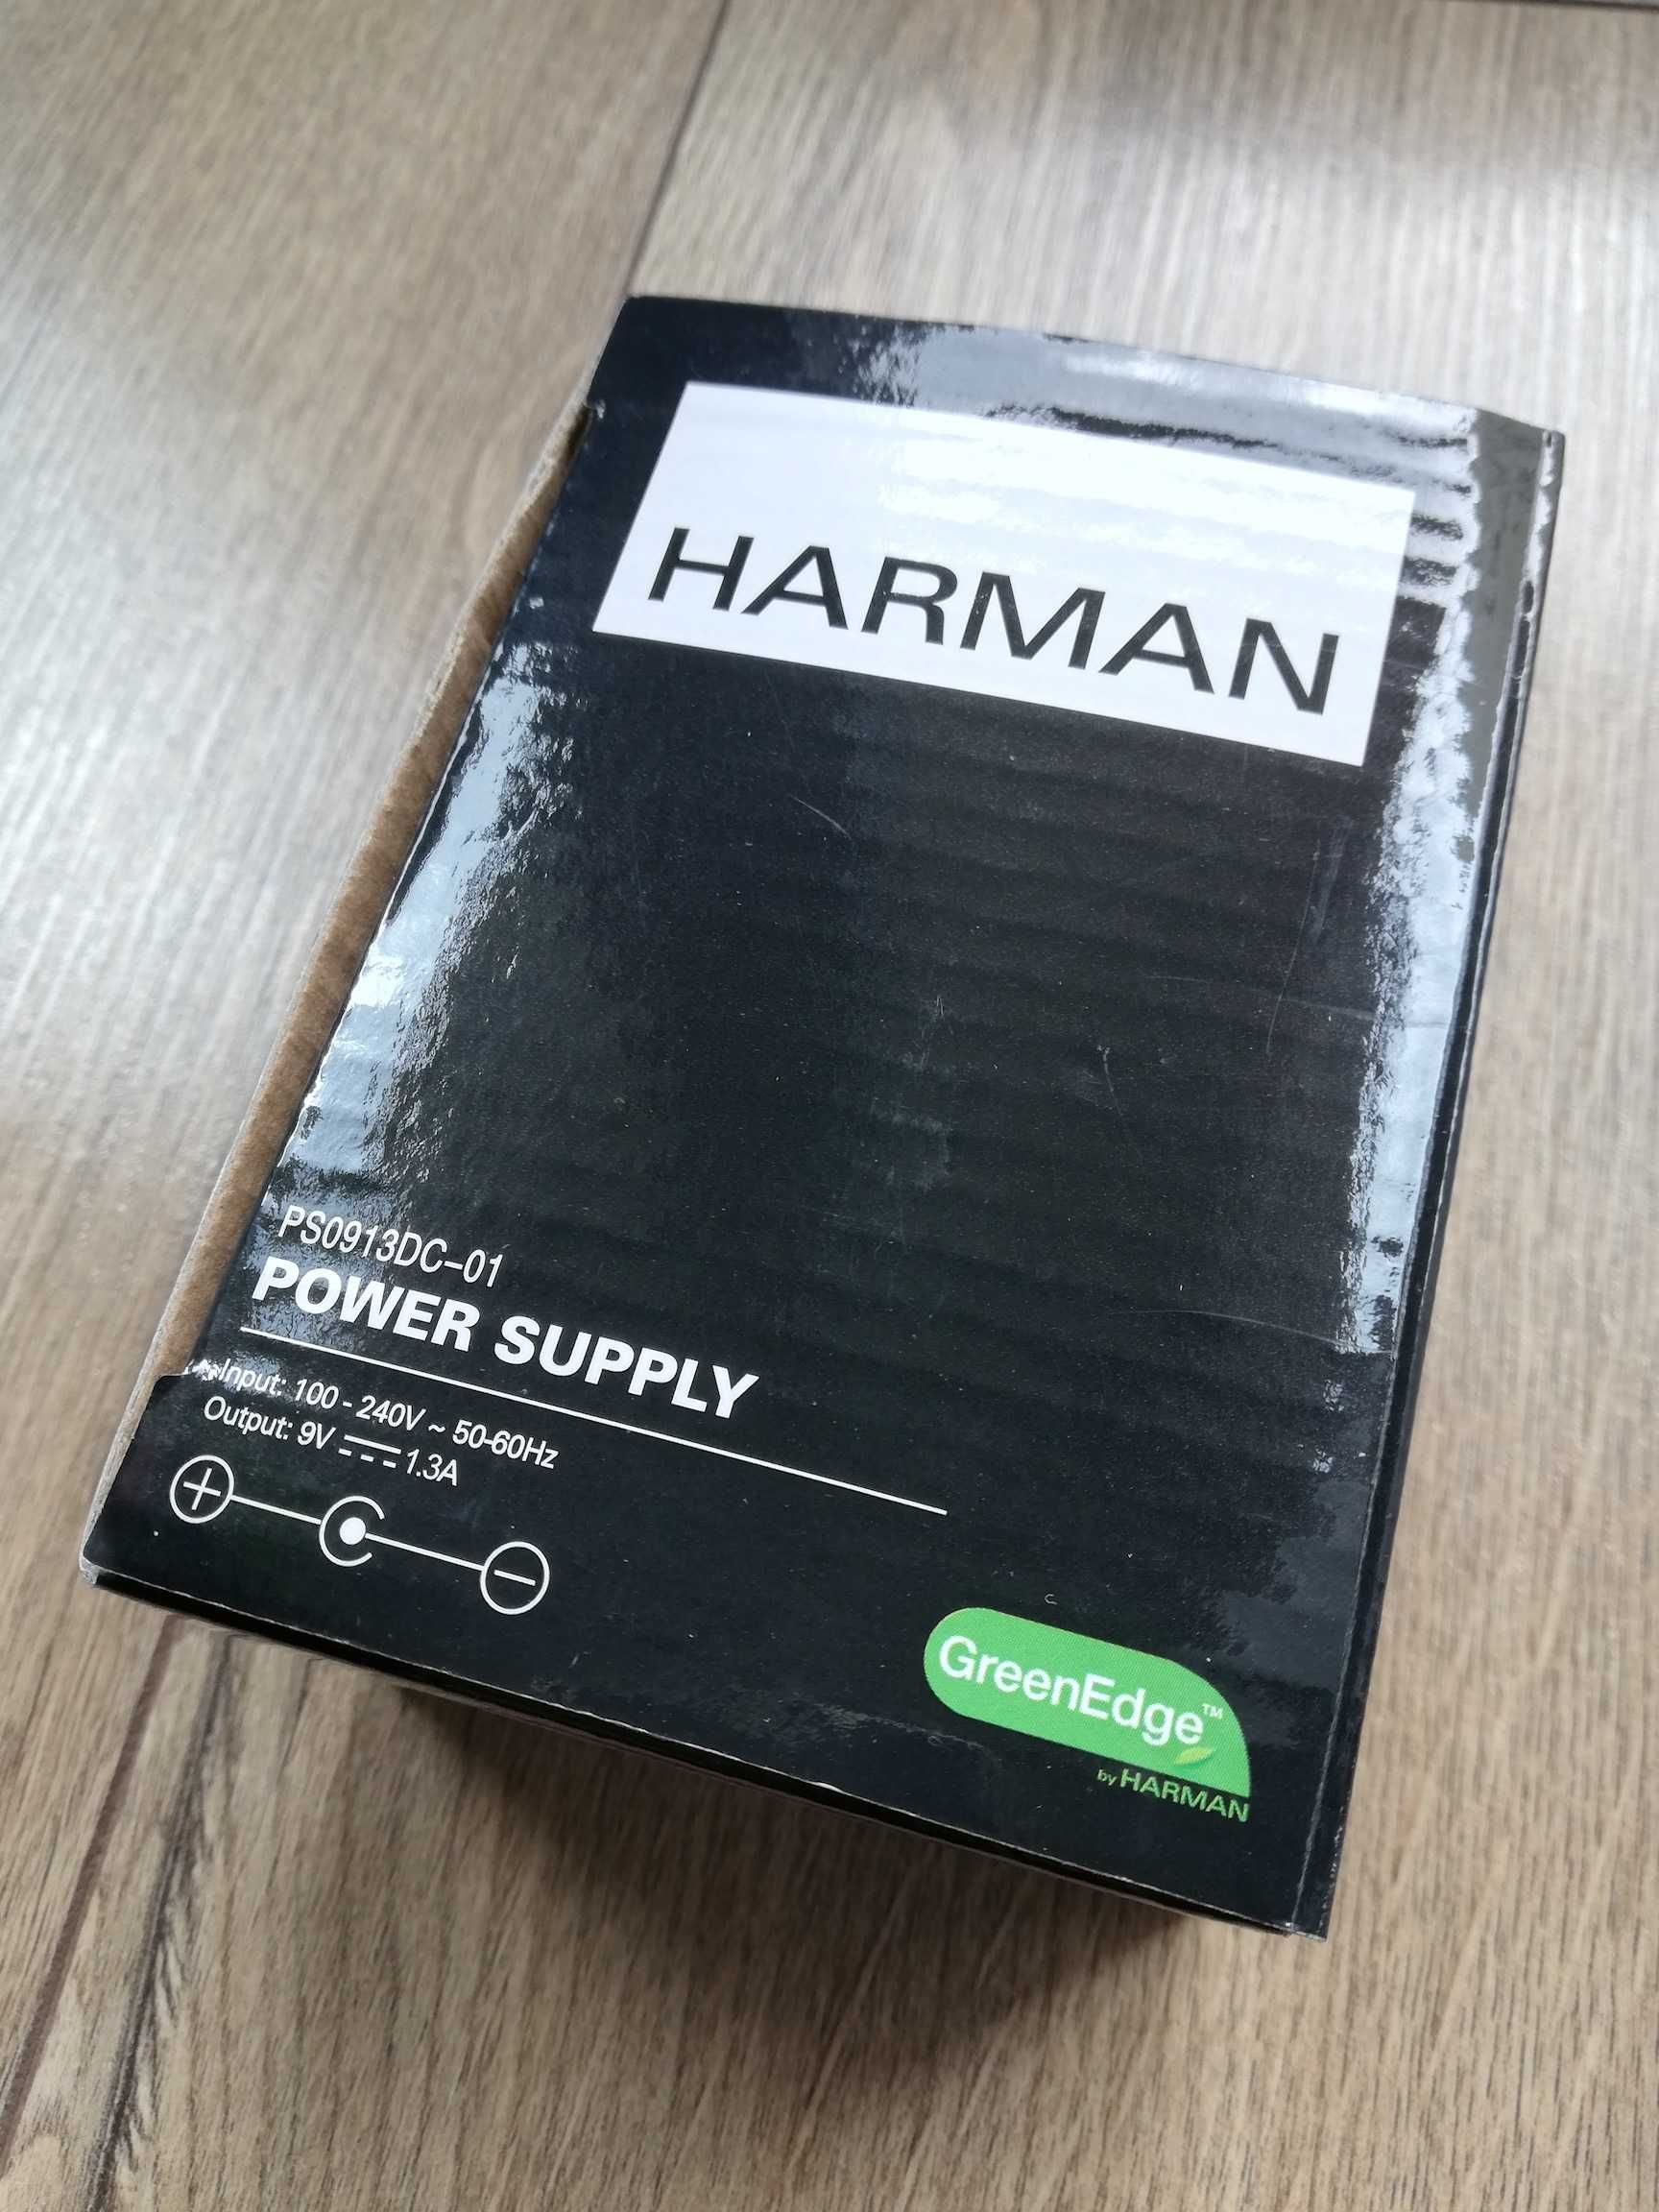 HARMAN
PS0913DC-01
POWER SUPPLY
Input: 100 - 240V ~ 50-60Hz
Output: 9V ⎓ 1.3A
GreenEdge™
by HARMAN